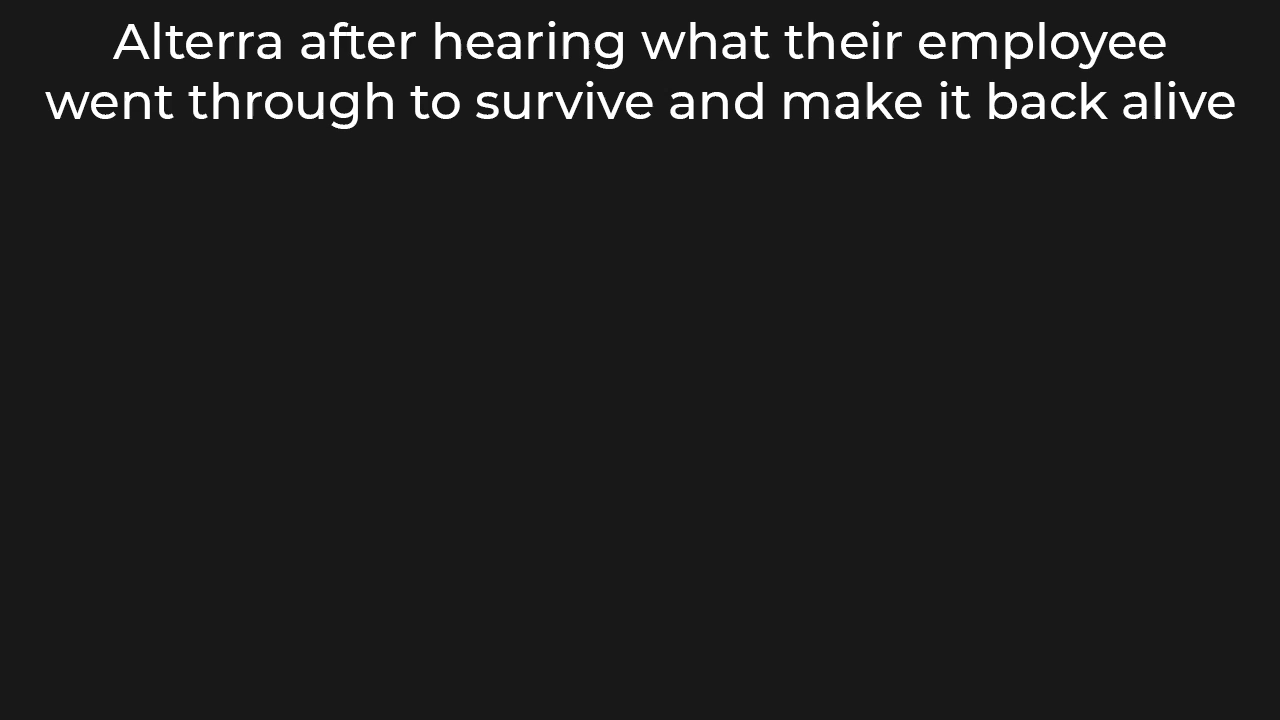 Alterra after hearing what their employee
went through to survive and make it back alive